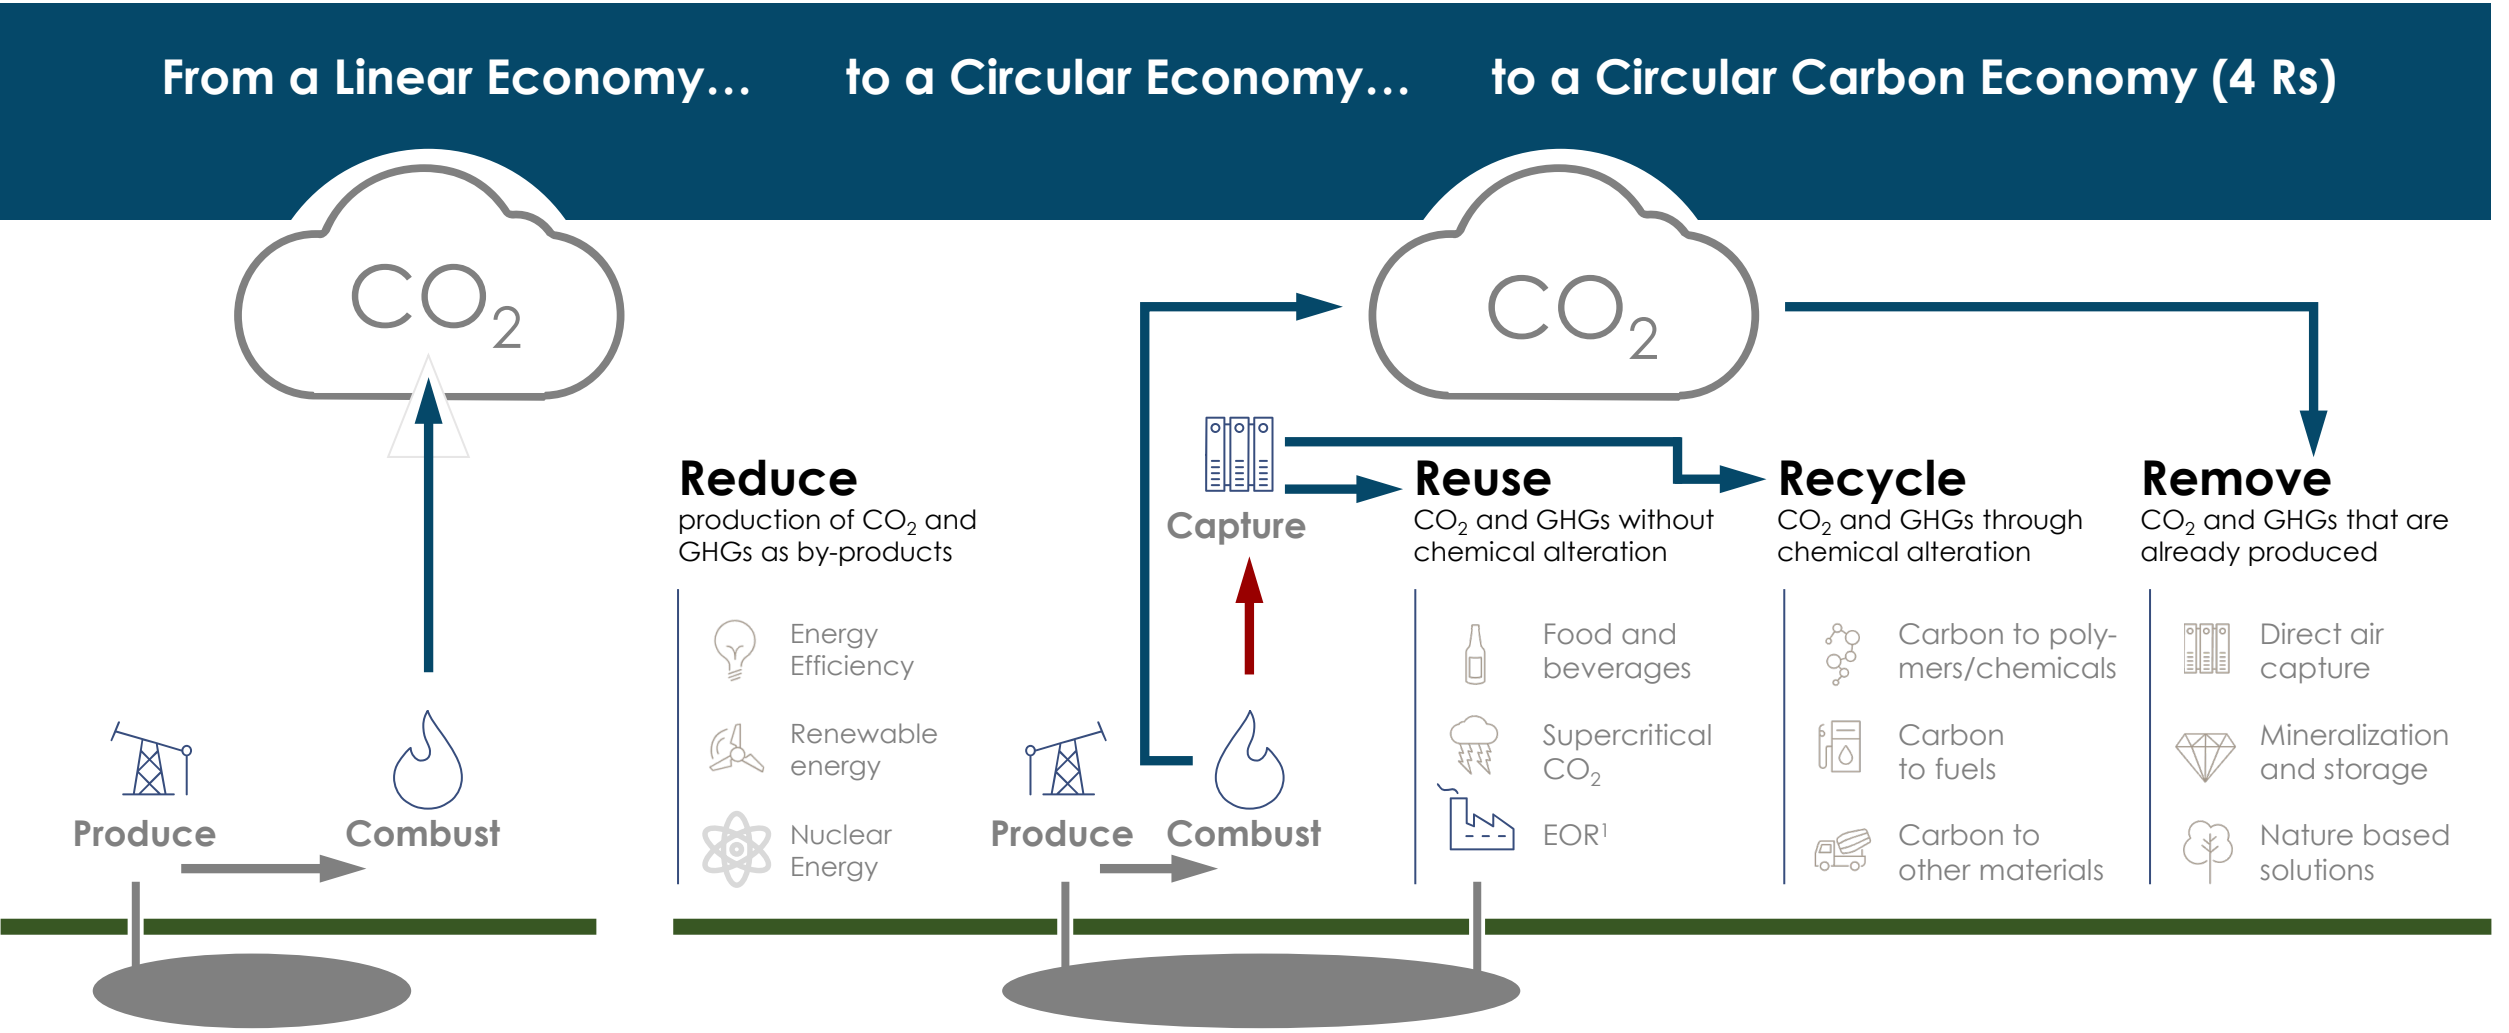 From a Linear Economy…
to a Circular Economy…
to a Circular Carbon Economy (4 Rs)
CO₂
Produce
Combust
Reduce
production of CO₂ and
GHGs as by-products
Energy
Efficiency
Renewable
energy
Nuclear
Energy
Produce
Combust
Capture
CO₂
Reuse
CO₂ and GHGs without
chemical alteration
Food and
beverages
Supercritical
CO₂
EOR¹
Recycle
CO₂ and GHGs through
chemical alteration
Carbon to poly-
mers/chemicals
Carbon
to fuels
Carbon to
other materials
Remove
CO₂ and GHGs that are
already produced
Direct air
capture
Mineralization
and storage
Nature based
solutions